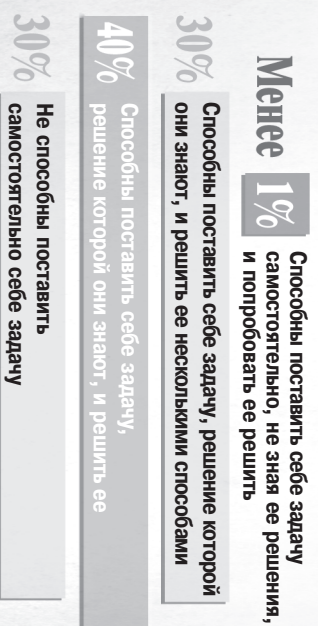 Менее 1% Способны поставить себе задачу
самостоятельно, не зная ее решения,
и попробовать ее решить
30% Способны поставить себе задачу, решение которой
они знают, и решить ее несколькими способами
40% Способны поставить себе задачу,
решение которой они знают, и решить ее
30% Не способны поставить
самостоятельно себе задачу